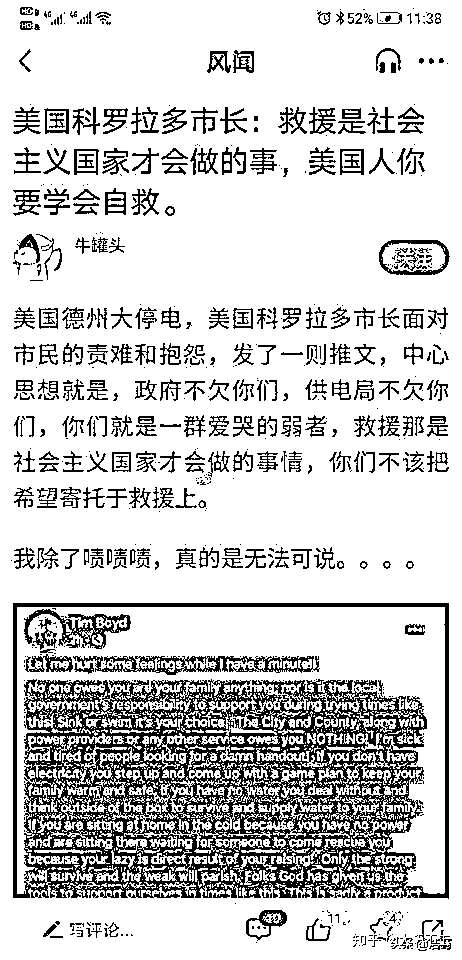 52% 11:38
风闻
美国科罗拉多市长：救援是社会
主义国家才会做的事，美国人你
要学会自救。
牛罐头
美国德州大停电，美国科罗拉多市长面对
市民的责难和抱怨，发了一则推文，中心
思想就是，政府不欠你们，供电局不欠你
们，你们就是一群爱哭的弱者，救援那是
社会主义国家才会做的事情，你们不该把
希望寄托于救援上。
我除了啧啧啧，真的是无法可说。。。。
Tim Boyd
Let me hurt some feelings while I have a minute!!
No one owes you are your family anything; nor is it the local
government's responsibility to support you during trying times like
this! Sink or swim it's your choice! The City and County, along with
power providers or any other service owes you NOTHING! I'm sick
and tired of people looking for a damn handout! If you don't have
electricity you step up and come up with a game plan to keep your
family warm and safe. If you have no water you deal without and
think outside of the box to survive and supply water to your family.
If you are sitting at home in the cold because you have no power
and are sitting there waiting for someone to come rescue you
because your lazy is direct result of your raising! Only the strong
will survive and the weak will parish. Folks God has given us the
tools to support ourselves in times like this. This is sadly a product
写评论...